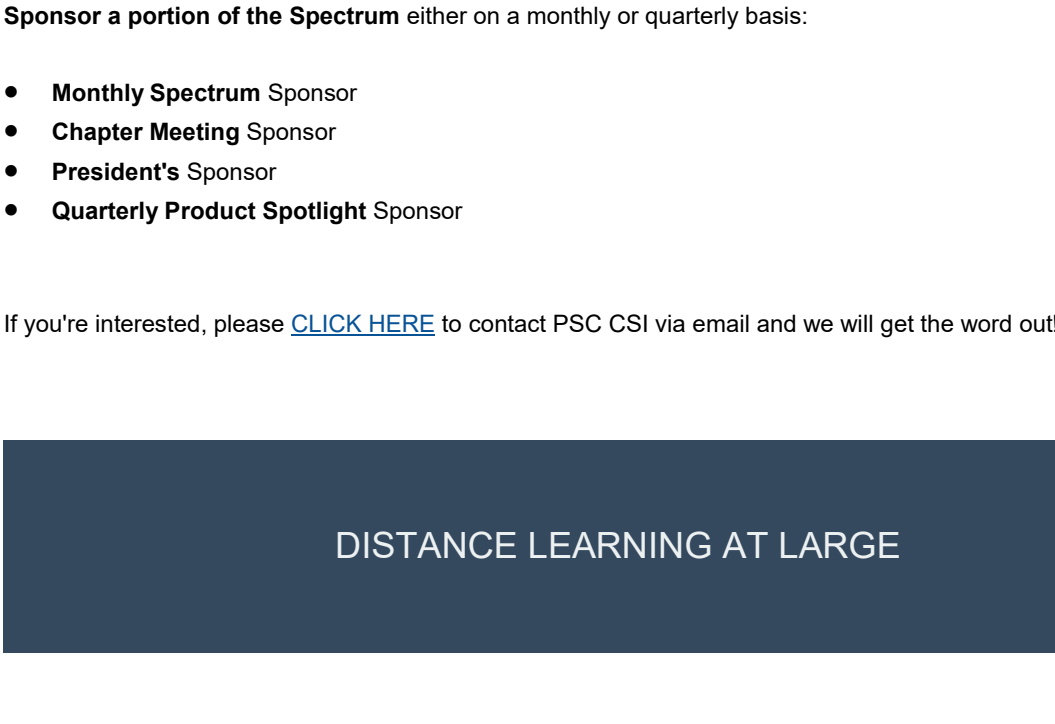 Sponsor a portion of the Spectrum either on a monthly or quarterly basis:
● Monthly Spectrum Sponsor
● Chapter Meeting Sponsor
● President's Sponsor
● Quarterly Product Spotlight Sponsor
If you're interested, please CLICK HERE to contact PSC CSI via email and we will get the word out!
DISTANCE LEARNING AT LARGE